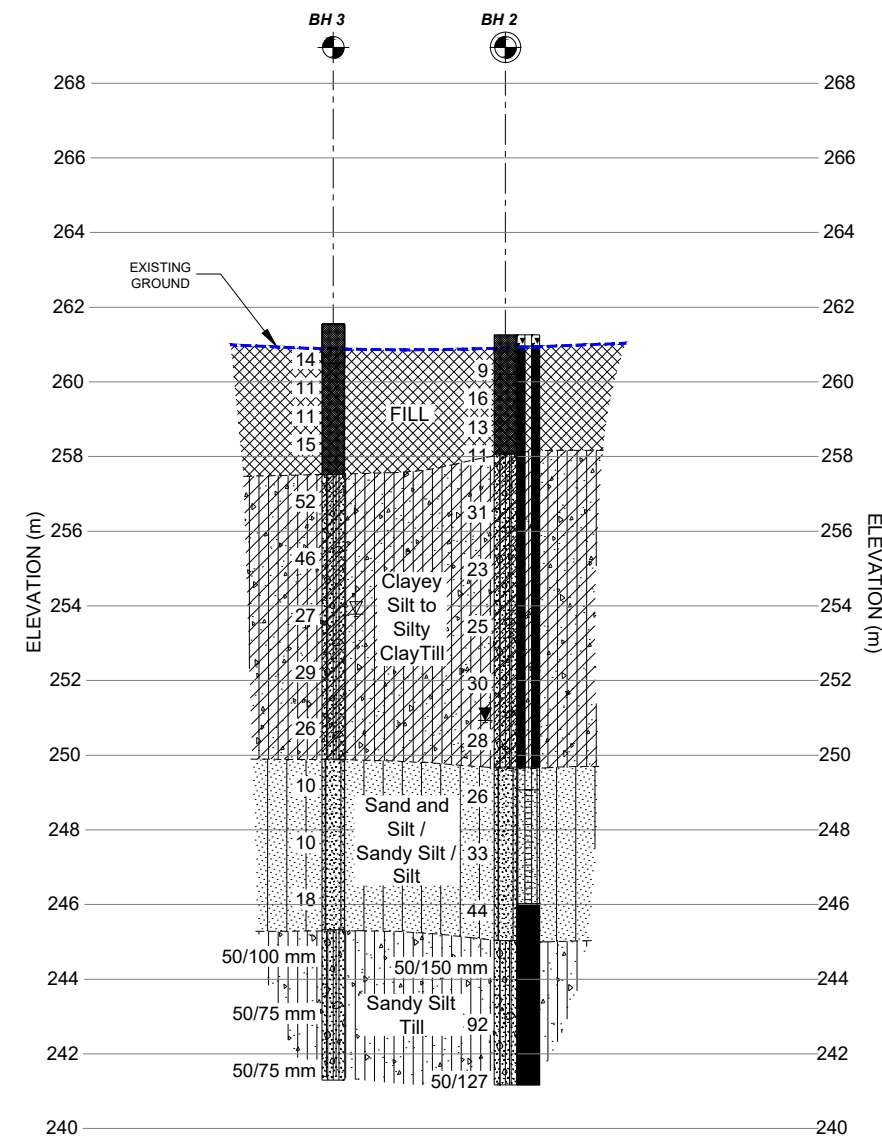 BH 3
BH 2
268
268
266
266
264
264
EXISTING
GROUND
262
262
14
9
260
260
11
16
11
FILL
13
15
11
258
258
52
31
256
256
ELEVATION (m)
ELEVATION (m)
46
23
Clayey
Silt to
Silty
ClayTill
254
254
27
25
29
30
252
252
26
28
250
250
10
26
Sand and
Silt /
Sandy Silt /
Silt
248
248
10
33
18
44
246
246
50/100 mm
50/150 mm
244
244
50/75 mm
Sandy Silt
Till
92
242
242
50/75 mm
50/127
240
240